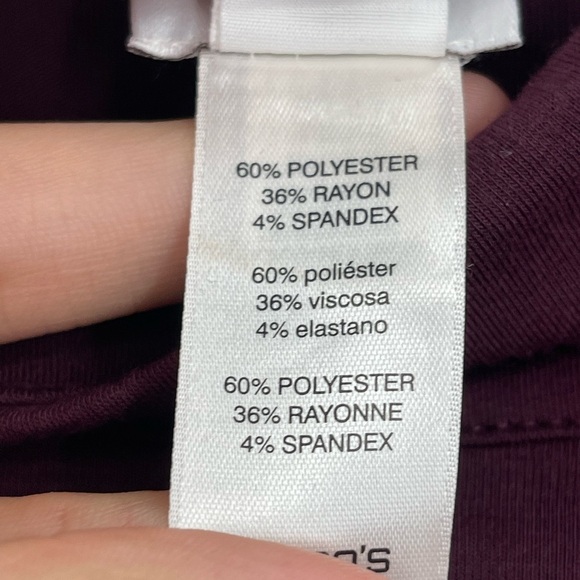 60% POLYESTER
36% RAYON
4% SPANDEX
60% poliéster
36% viscosa
4% elastano
60% POLYESTER
36% RAYONNE
4% SPANDEX